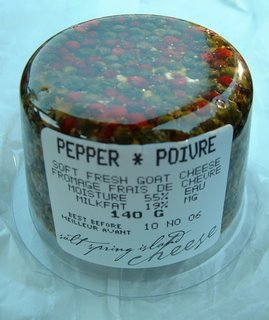 PEPPER * POIVRE
SOFT FRESH GOAT CHEESE
FROMAGE FRAIS DE CHEVRE
MOISTURE 55% EAU
MILKFAT 19% MG
140 G
BEST BEFORE
MEILLEUR AVANT 10 NO 06
salt spring island
cheese